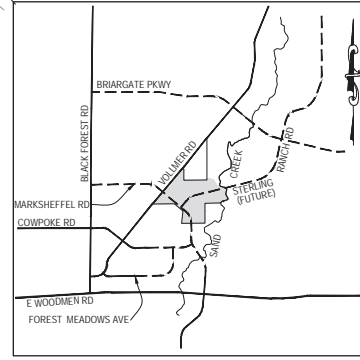 BRIARGATE PKWY
BLACK FOREST RD
VOLLMER RD
CREEK
RANCH RD
STERLING
(FUTURE)
MARKSHEFFEL RD
COWPOKE RD
SAND
E WOODMEN RD
FOREST MEADOWS AVE